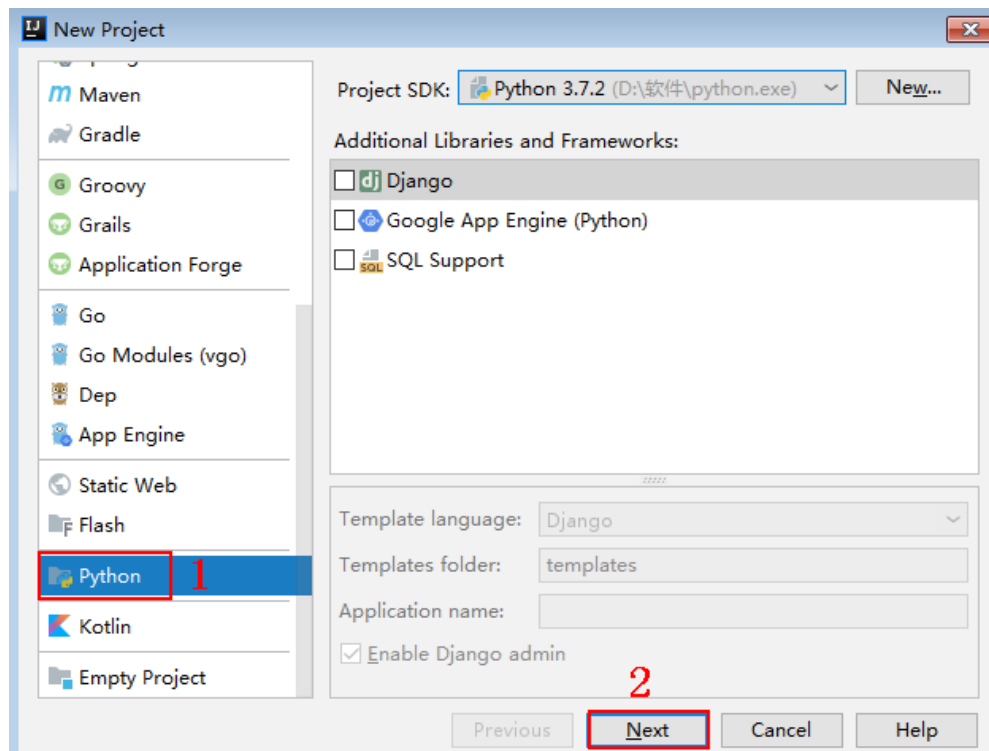 New Project
Maven
Gradle
Groovy
Grails
Application Forge
Go
Go Modules (vgo)
Dep
App Engine
Static Web
Flash
Python 1
Kotlin
Empty Project
Project SDK: Python 3.7.2 (D:\软件\python.exe) New...
Additional Libraries and Frameworks:
dj Django
Google App Engine (Python)
SQL SQL Support
Template language: Django
Templates folder: templates
Application name:
Enable Django admin
2
Previous Next Cancel Help